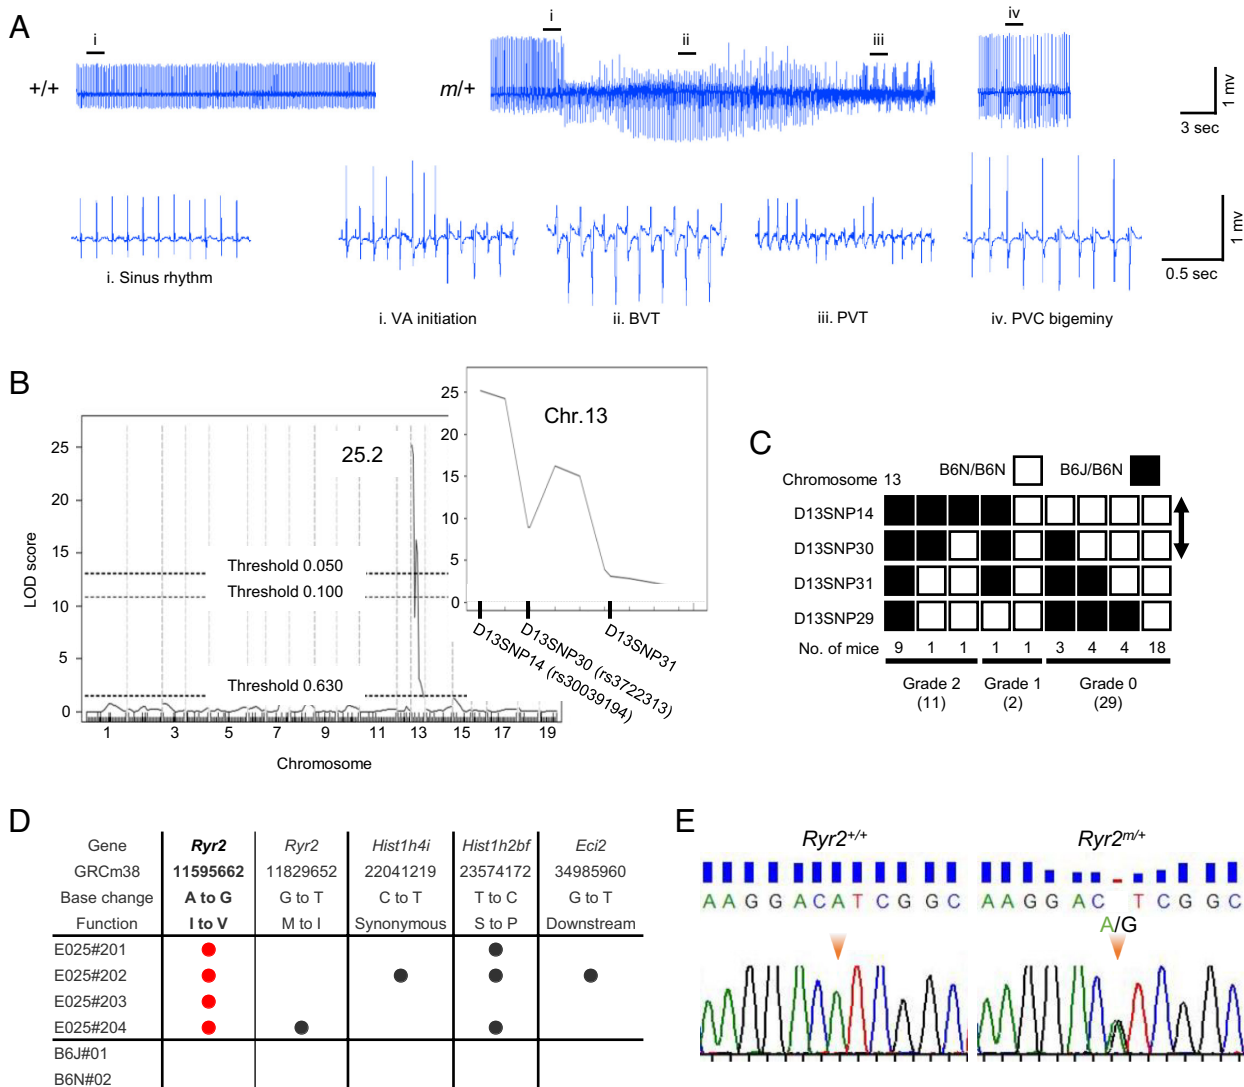 A
i
+/+
i
ii
iii
iv
m/+
1 mv
3 sec
1 mv
0.5 sec
i. Sinus rhythm
i. VA initiation
ii. BVT
iii. PVT
iv. PVC bigeminy
B
LOD score
25
20
15
10
5
0
25.2
Threshold 0.050
Threshold 0.100
Threshold 0.630
1 3 5 7 9 11 13 15 17 19
Chromosome
25
20
15
10
5
0
Chr.13
D13SNP14 (rs30039194)
D13SNP30 (rs3722313)
D13SNP31
C
B6N/B6N B6J/B6N
Chromosome 13
D13SNP14
D13SNP30
D13SNP31
D13SNP29
No. of mice 9 1 1 1 1 3 4 4 18
Grade 2 Grade 1 Grade 0
(11) (2) (29)
D
Gene Ryr2 Ryr2 Hist1h4i Hist1h2bf Eci2
GRCm38 11595662 11829652 22041219 23574172 34985960
Base change A to G G to T C to T T to C G to T
Function I to V M to I Synonymous S to P Downstream
E025#201
E025#202
E025#203
E025#204
B6J#01
B6N#02
E
Ryr2+/+
A A G G A C A T C G G C
Ryr2m/+
A A G G A C T C G G C
A/G